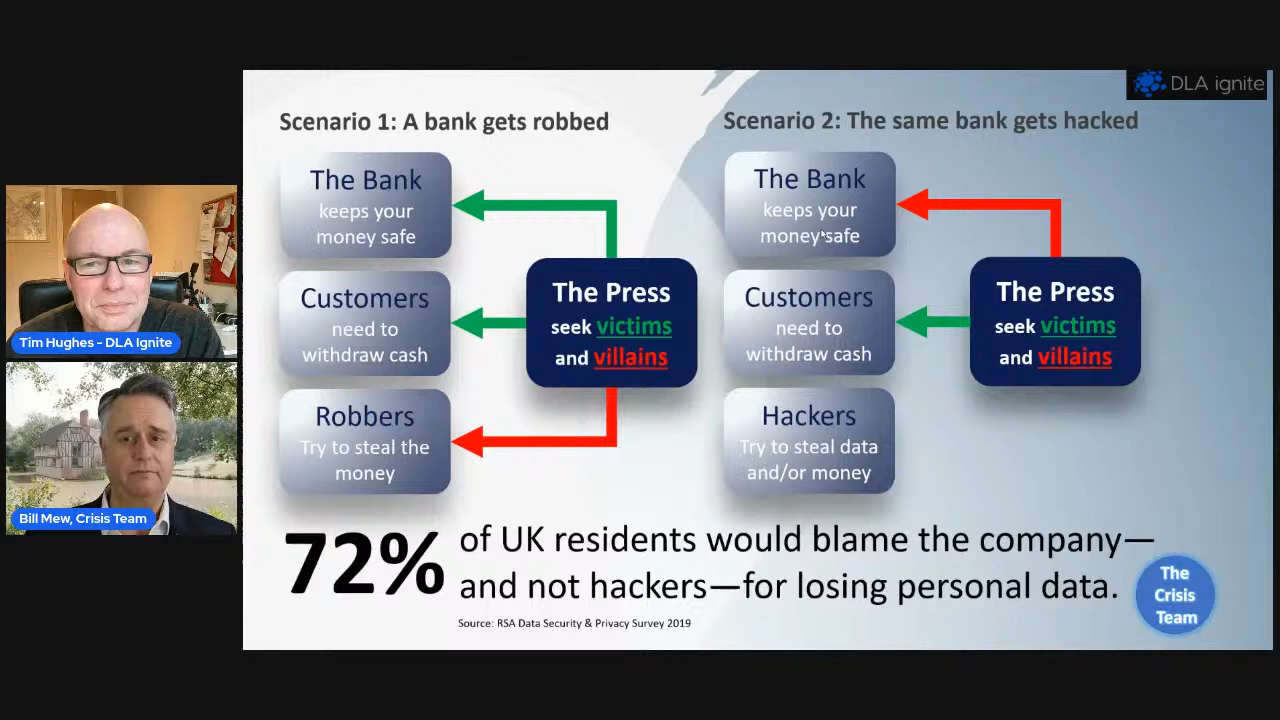 DLA ignite
Scenario 1: A bank gets robbed
The Bank
keeps your
money safe
Customers
need to
withdraw cash
Robbers
Try to steal the
money
The Press
seek victims
and villains
Scenario 2: The same bank gets hacked
The Bank
keeps your
money safe
Customers
need to
withdraw cash
Hackers
Try to steal data
and/or money
The Press
seek victims
and villains
72%
of UK residents would blame the company—
and not hackers—for losing personal data.
Source: RSA Data Security & Privacy Survey 2019
The
Crisis
Team
Tim Hughes - DLA Ignite
Bill Mew, Crisis Team